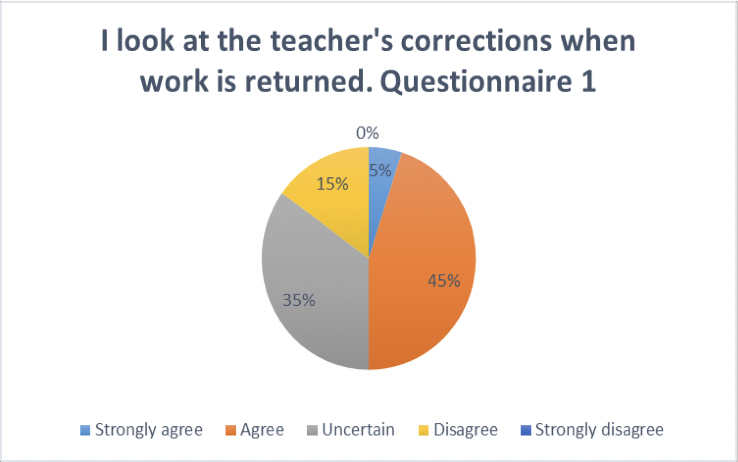 I look at the teacher's corrections when
work is returned. Questionnaire 1
0%
5%
15%
45%
35%
Strongly agree Agree Uncertain Disagree Strongly disagree